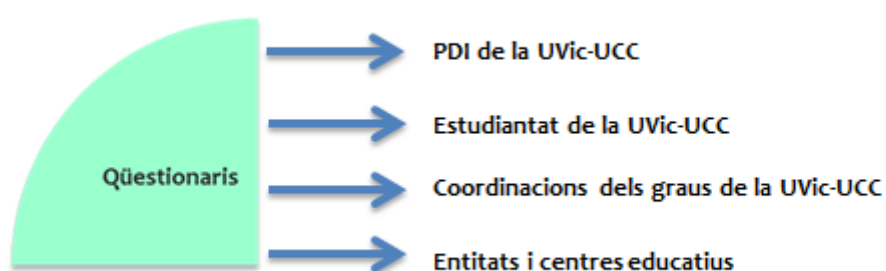 PDI de la UVic-UCC
Estudiantat de la UVic-UCC
Qüestionaris
Coordinacions dels graus de la UVic-UCC
Entitats i centres educatius